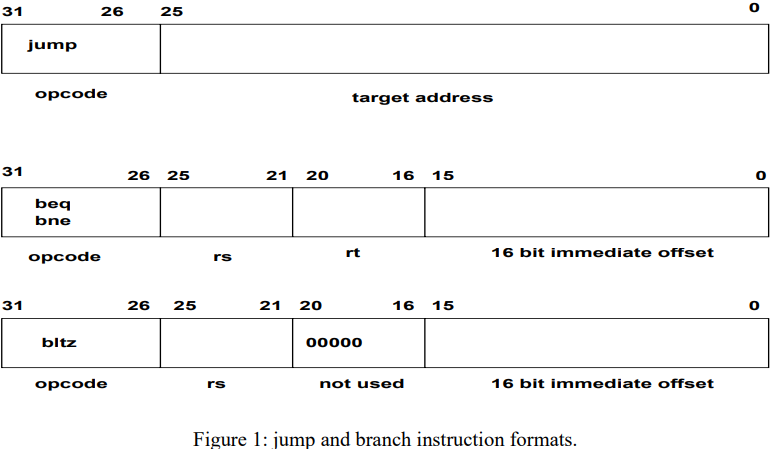 31 26 25 0
jump
opcode target address
31 26 25 21 20 16 15 0
beq
bne
opcode rs rt 16 bit immediate offset
31 26 25 21 20 16 15 0
bltz 00000
opcode rs not used 16 bit immediate offset
Figure 1: jump and branch instruction formats.